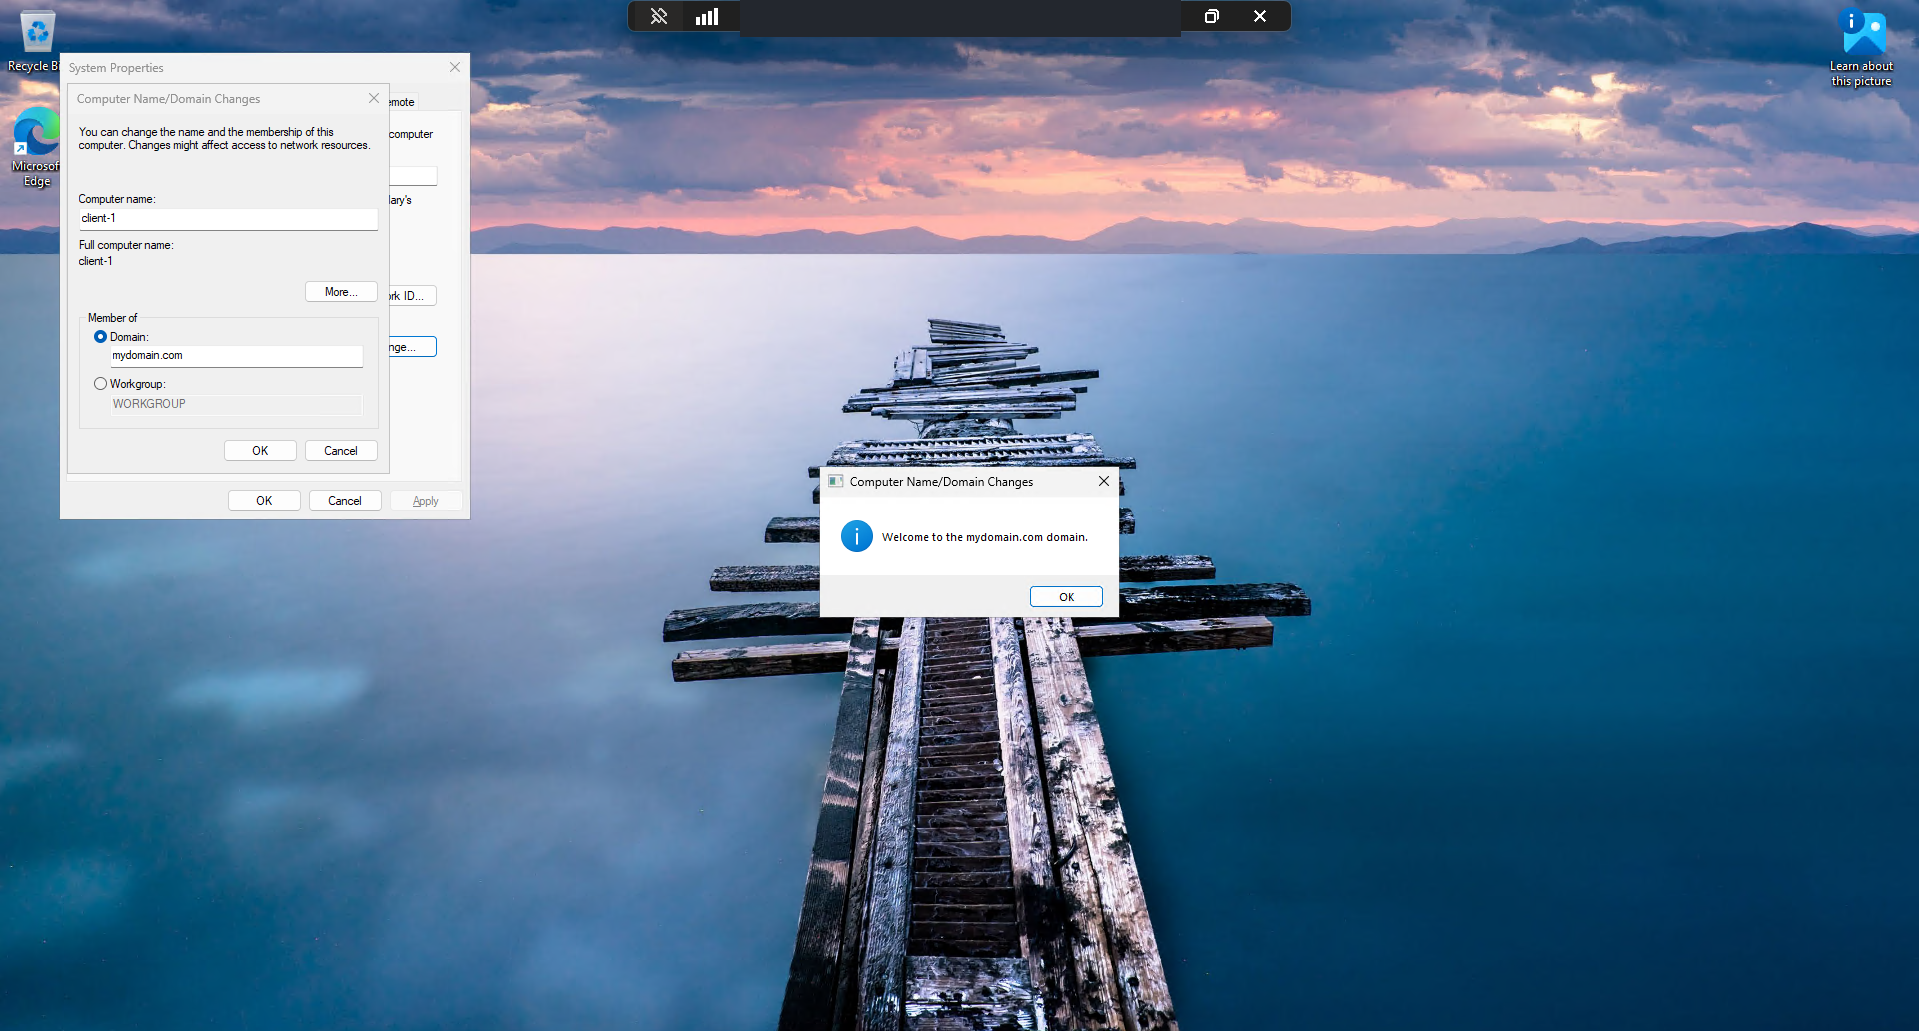 Recycle Bi
Microsof
Edge
Learn about
this picture
System Properties
emote
computer
lary's
rk ID...
nge...
OK
Cancel
Apply
Computer Name/Domain Changes
You can change the name and the membership of this
computer. Changes might affect access to network resources.
Computer name:
client-1
Full computer name:
client-1
More...
Member of
Domain:
mydomain.com
Workgroup:
WORKGROUP
OK
Cancel
Computer Name/Domain Changes
Welcome to the mydomain.com domain.
OK